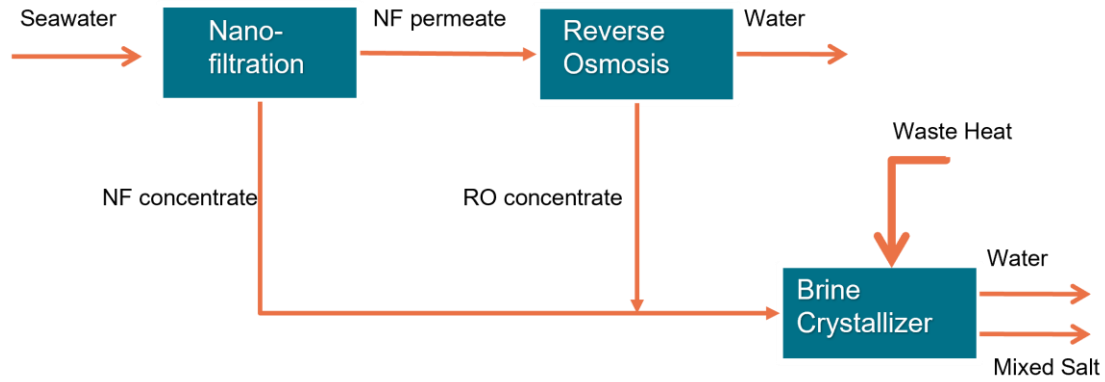 Seawater
Nano-
filtration
NF permeate
Reverse
Osmosis
Water
Waste Heat
NF concentrate
RO concentrate
Brine
Crystallizer
Water
Mixed Salt